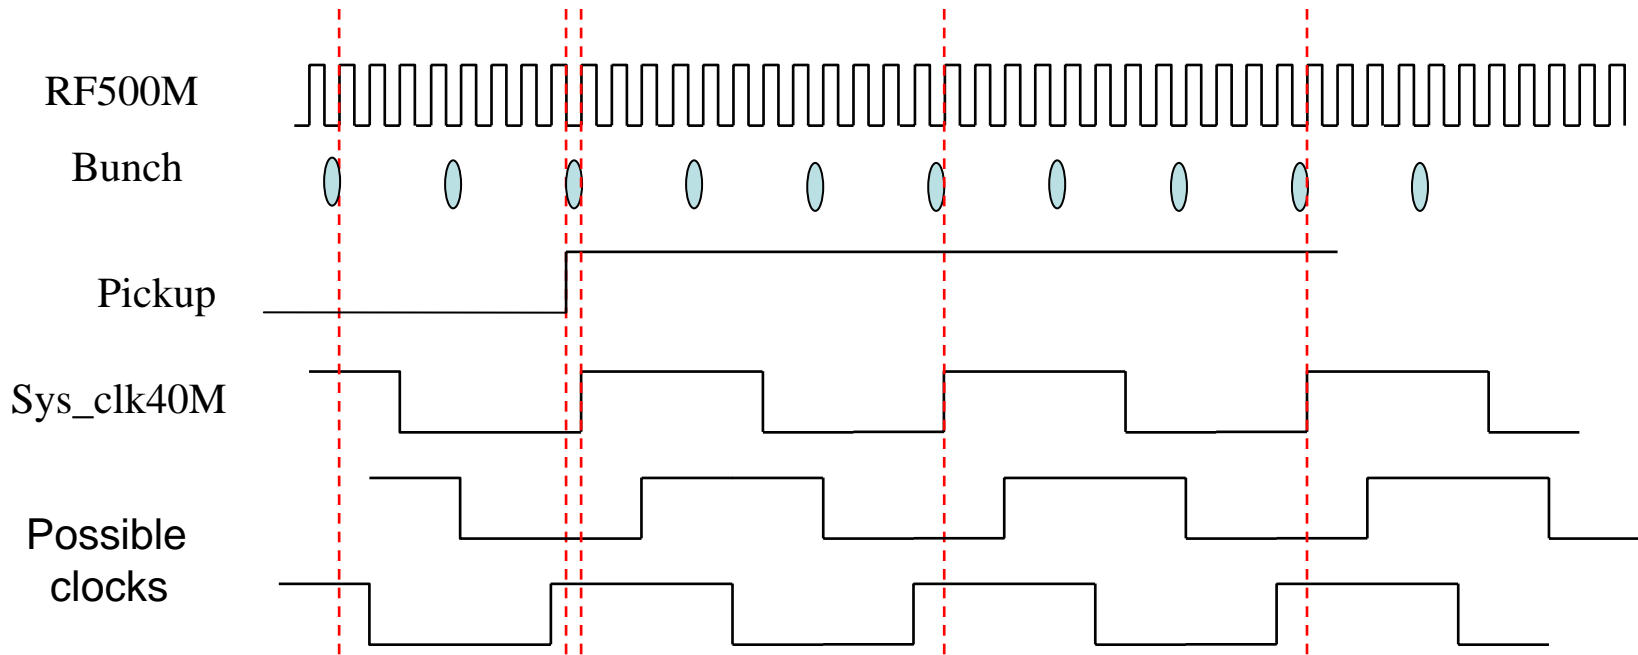 RF500M
Bunch
Pickup
Sys_clk40M
Possible
clocks